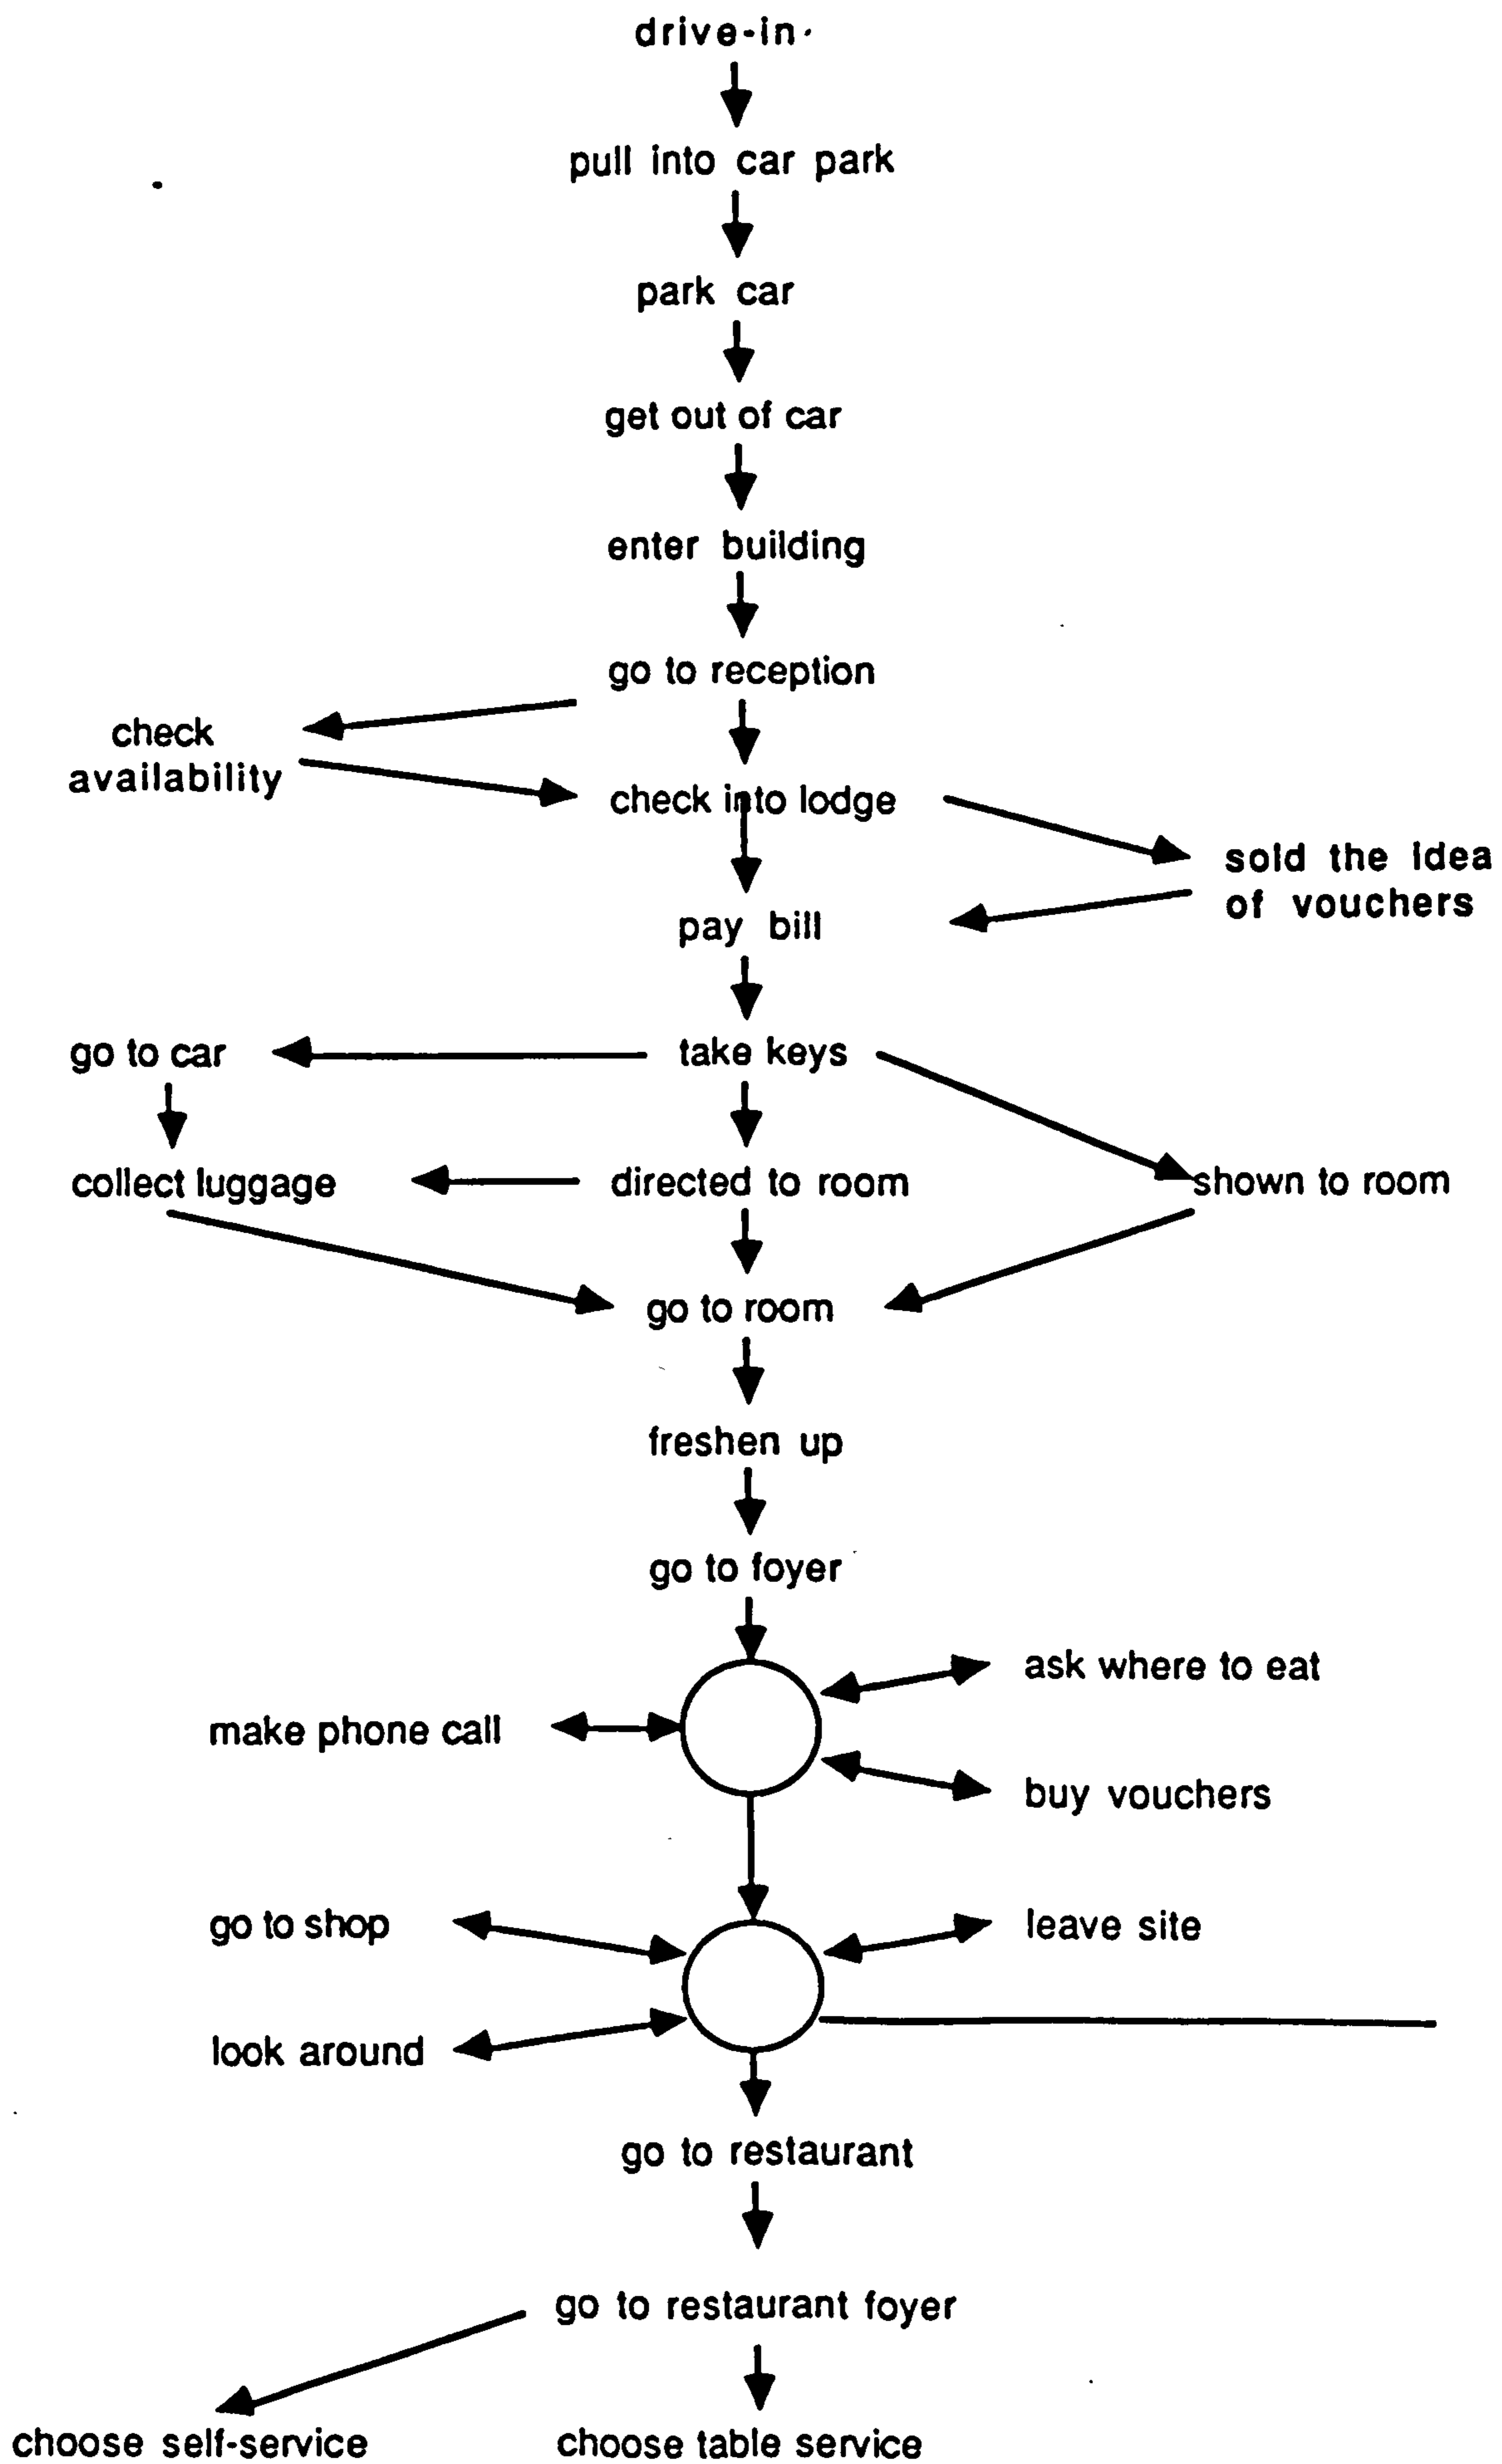 drive-in
pull into car park
park car
get out of car
enter building
go to reception
check
availability
check into lodge
sold the idea
of vouchers
pay bill
go to car
take keys
collect luggage
directed to room
shown to room
go to room
freshen up
go to foyer
ask where to eat
make phone call
buy vouchers
go to shop
leave site
look around
go to restaurant
go to restaurant foyer
choose self-service
choose table service